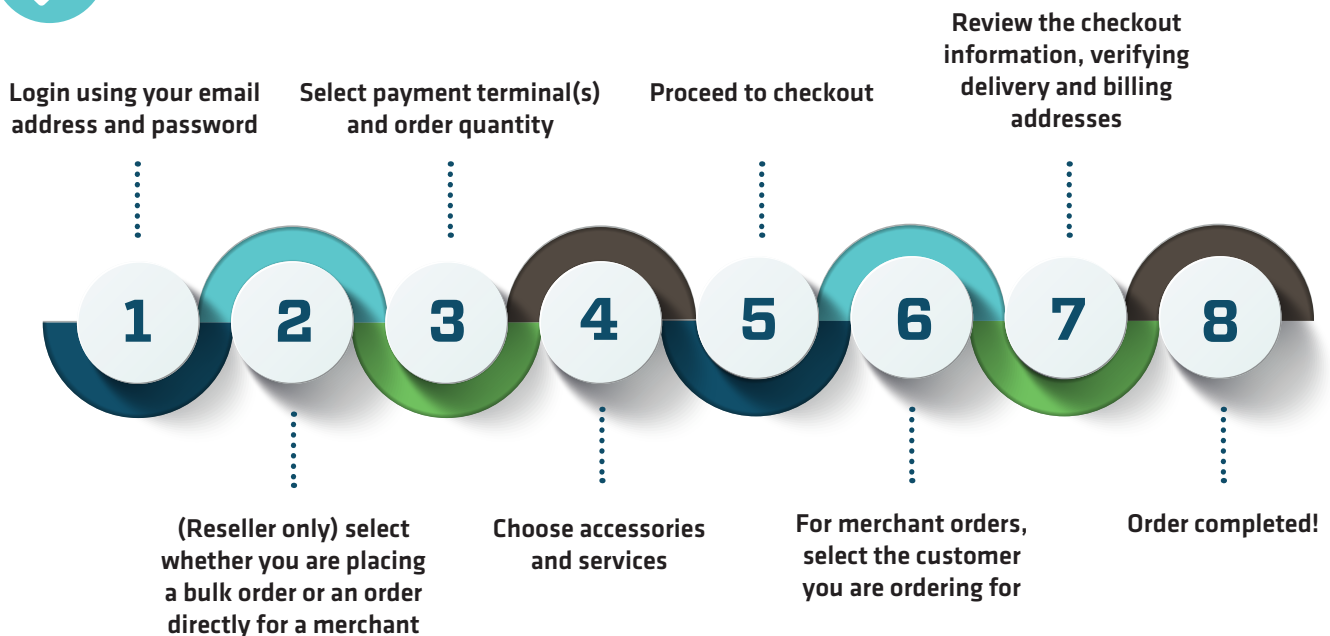 Login using your email
address and password
1
(Reseller only) select
whether you are placing
a bulk order or an order
directly for a merchant
2
Select payment terminal(s)
and order quantity
3
Choose accessories
and services
4
Proceed to checkout
5
For merchant orders,
select the customer
you are ordering for
6
Review the checkout
information, verifying
delivery and billing
addresses
7
Order completed!
8